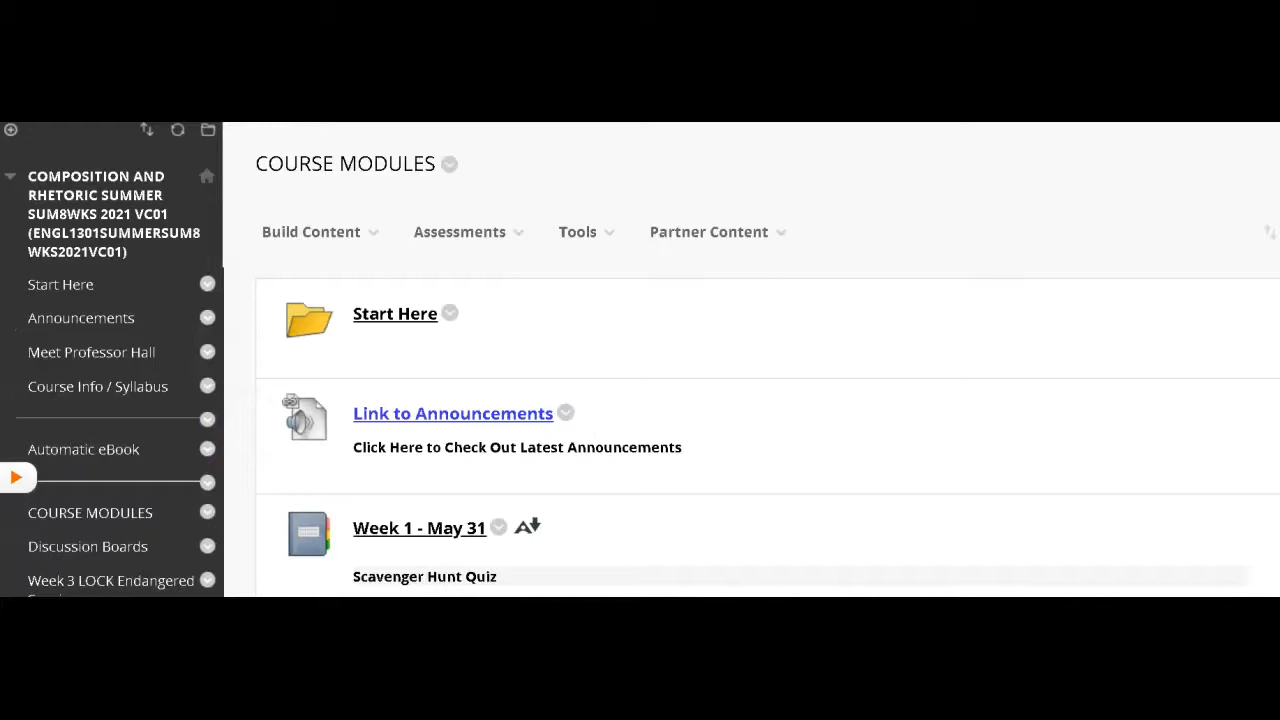 COMPOSITION AND
RHETORIC SUMMER
SUM8WKS 2021 VC01
(ENGL1301SUMMERSUM8
WKS2021VC01)
Start Here
Announcements
Meet Professor Hall
Course Info / Syllabus
Automatic eBook
COURSE MODULES
Discussion Boards
Week 3 LOCK Endangered
COURSE MODULES
Build Content
Assessments
Tools
Partner Content
Start Here
Link to Announcements
Click Here to Check Out Latest Announcements
Week 1 - May 31
Scavenger Hunt Quiz